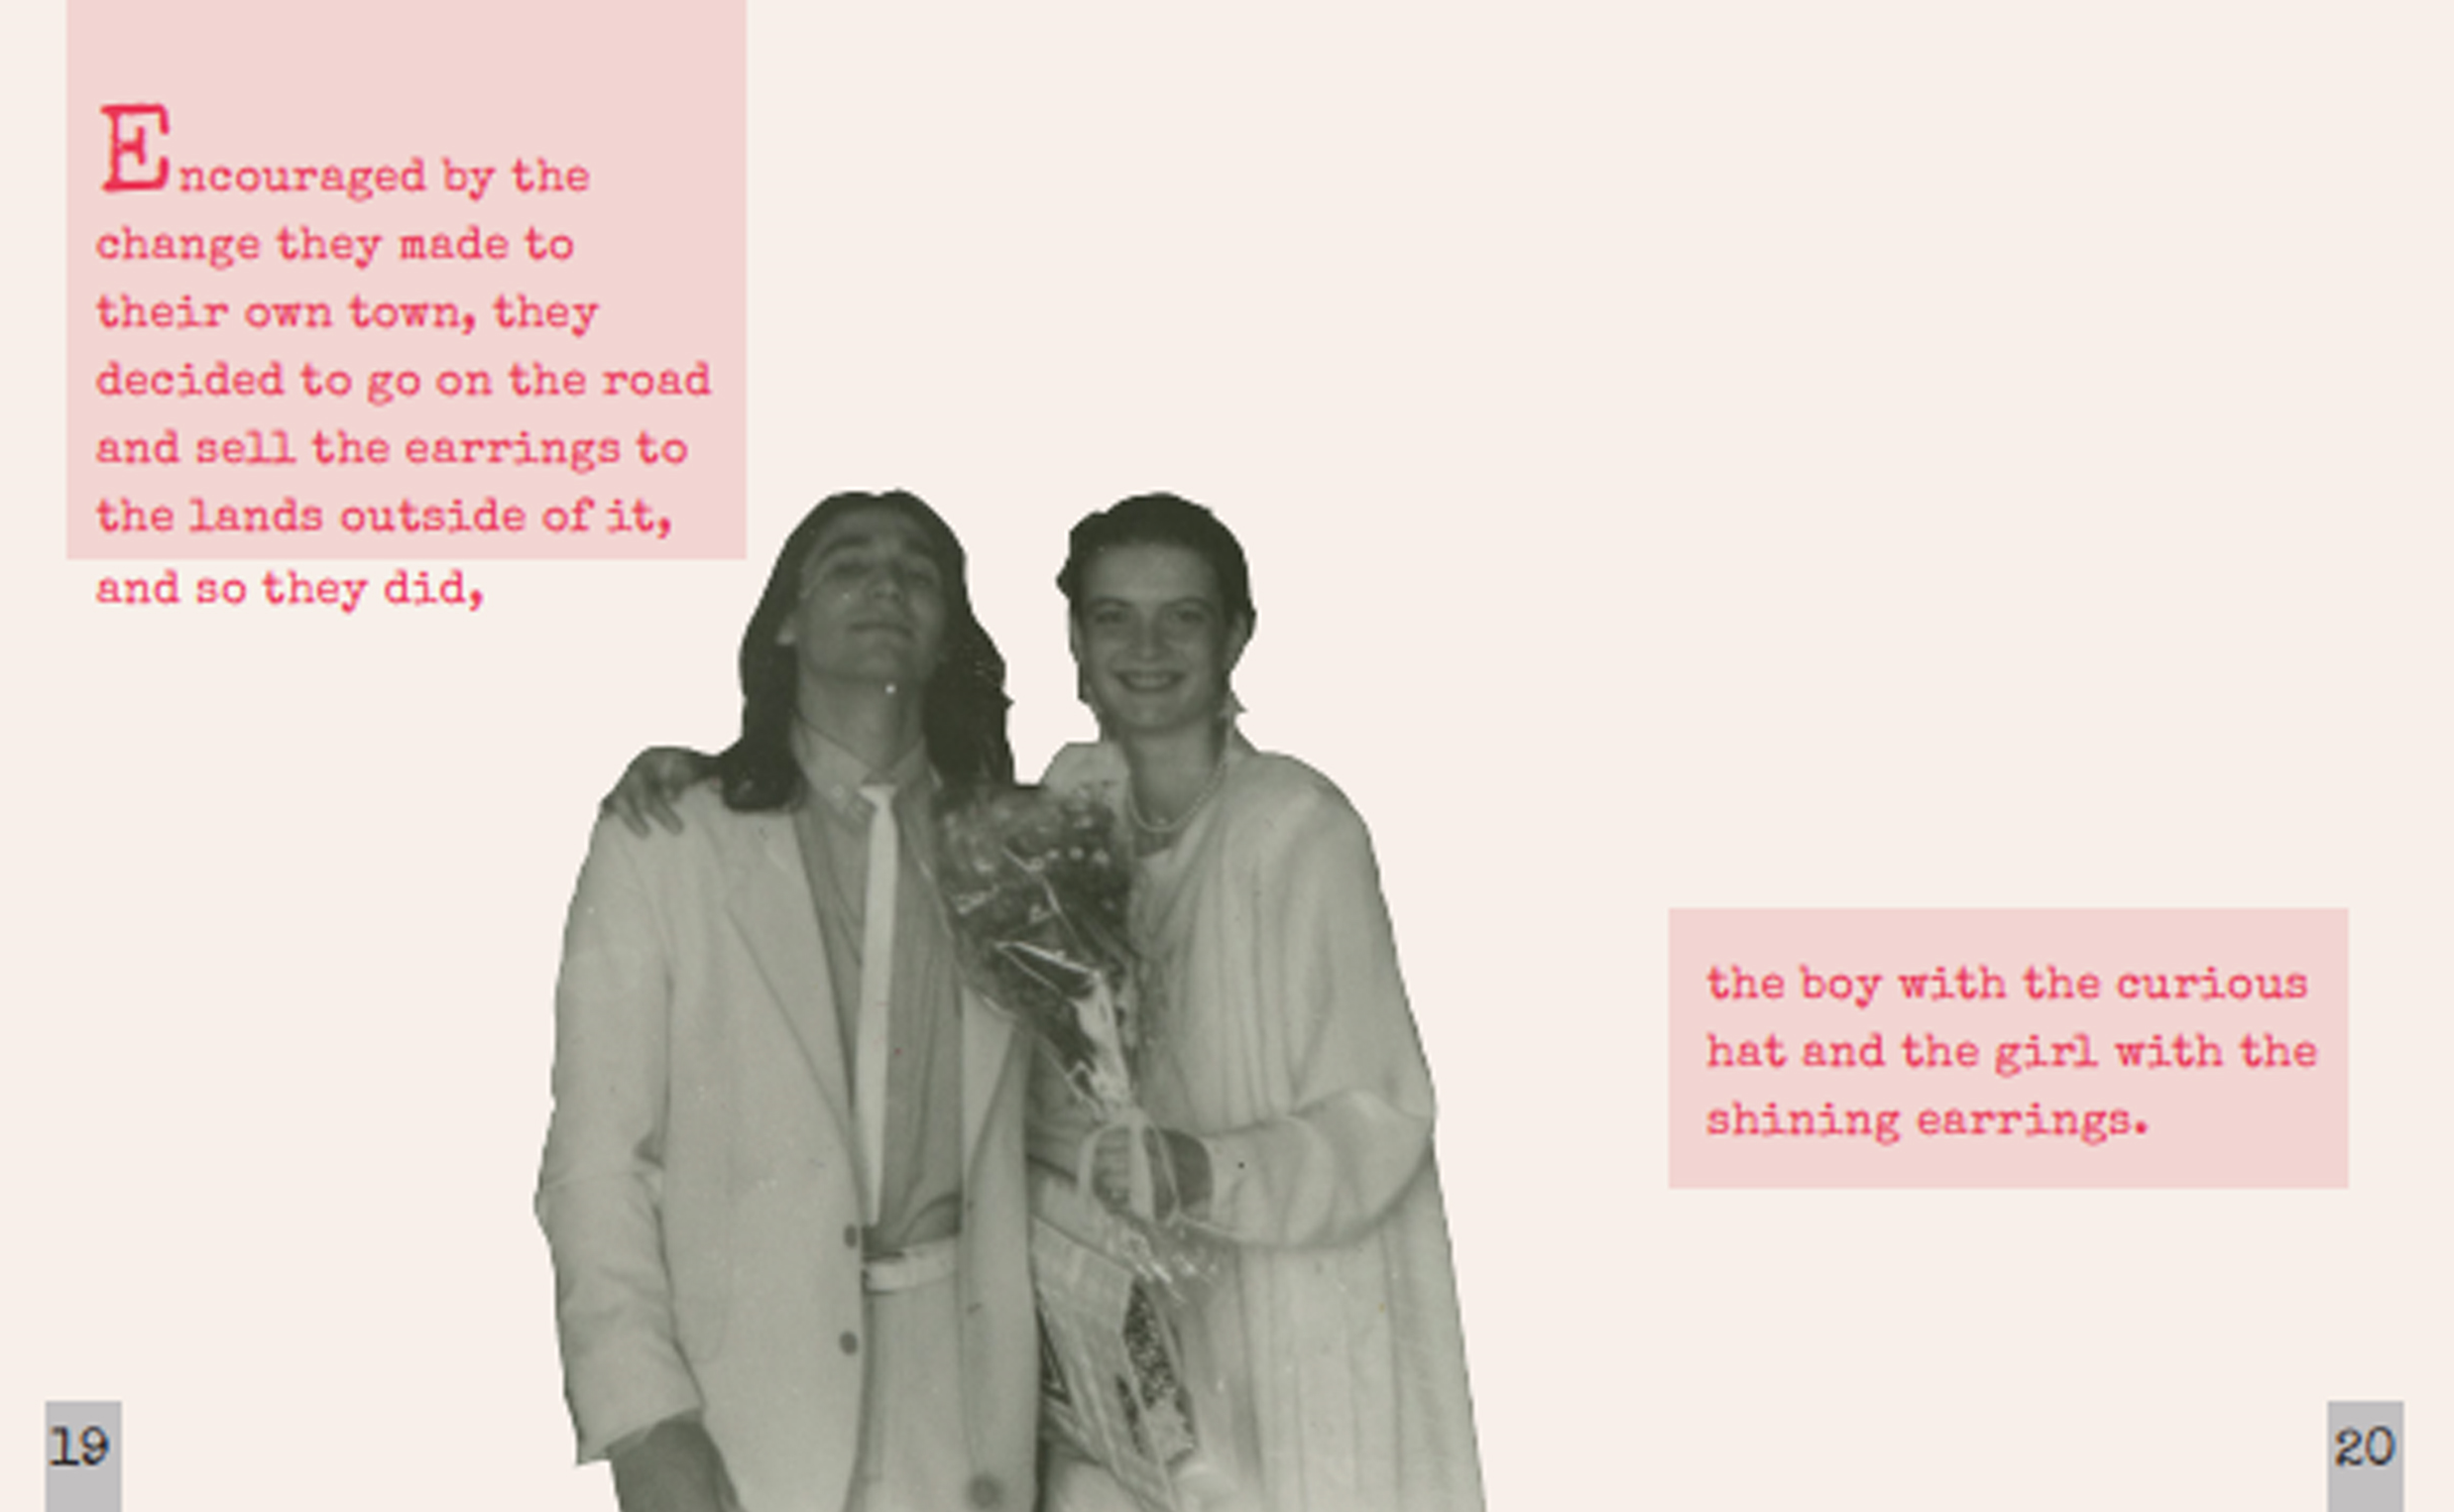 Encouraged by the
change they made to
their own town, they
decided to go on the road
and sell the earrings to
the lands outside of it,
and so they did,
the boy with the curious
hat and the girl with the
shining earrings.
19
20